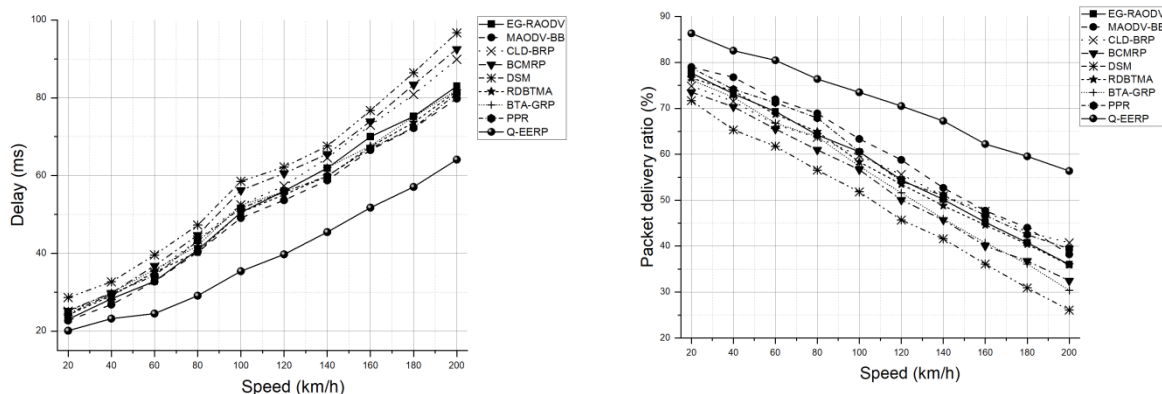 100
80
60
40
20
Delay (ms)
20 40 60 80 100 120 140 160 180 200
Speed (km/h)
EG-RAODV
MAODV-BB
CLD-BRP
BCMRP
DSM
RDBTMA
BTA-GRP
PPR
Q-EERP
90
80
70
60
50
40
30
20
Packet delivery ratio (%)
20 40 60 80 100 120 140 160 180 200
Speed (km/h)
EG-RAODV
MAODV-BB
CLD-BRP
BCMRP
DSM
RDBTMA
BTA-GRP
PPR
Q-EERP